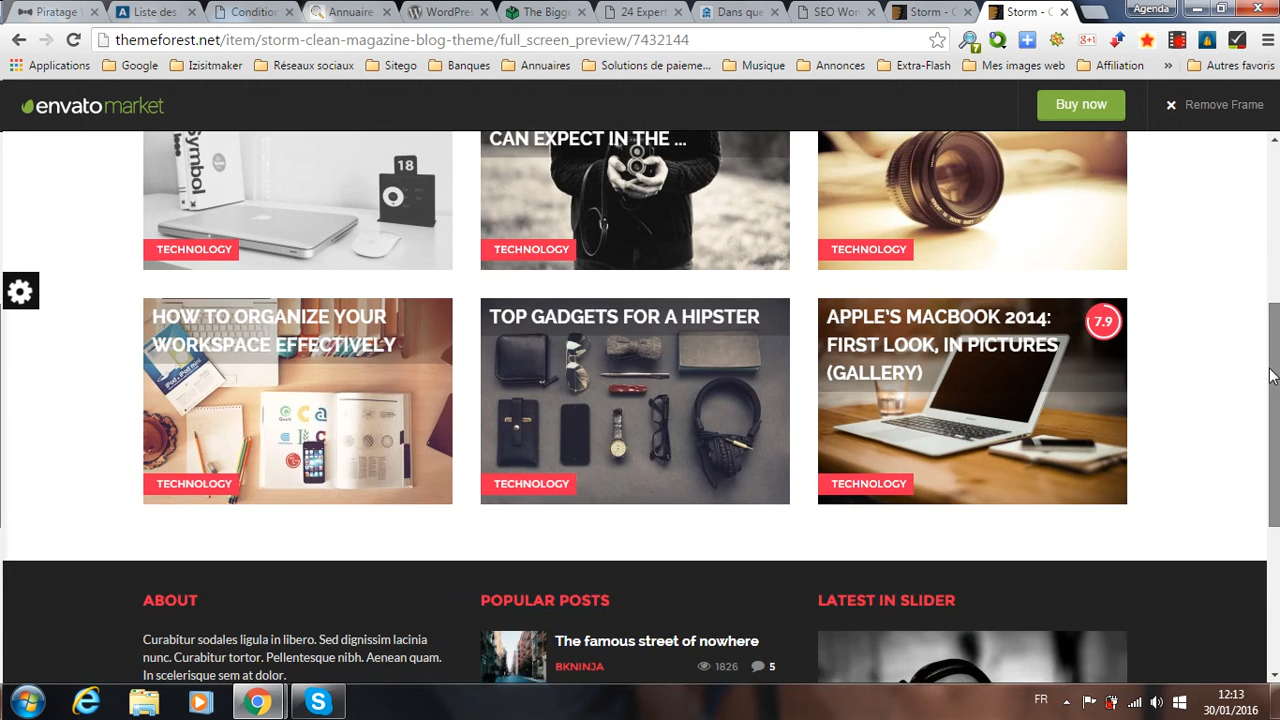 Piratage V
Liste des
Condition
Annuaire
WordPre
The Bigg
24 Expert
Dans que
SEO Wor
Storm - C
Storm - C
Agenda
themeforest.net/item/storm-clean-magazine-blog-theme/full_screen_preview/7432144
Applications
Google
Izisitmaker
Réseaux sociaux
Sitego
Banques
Annuaires
Solutions de paieme...
Musique
Annonces
Extra-Flash
Mes images web
Affiliation
»
Autres favoris
envatomarket
Buy now
Remove Frame
Symbol
18
TECHNOLOGY
CAN EXPECT IN THE ...
TECHNOLOGY
TECHNOLOGY
HOW TO ORGANIZE YOUR
WORKSPACE EFFECTIVELY
TECHNOLOGY
TOP GADGETS FOR A HIPSTER
TECHNOLOGY
APPLE'S MACBOOK 2014:
FIRST LOOK, IN PICTURES
(GALLERY)
7.9
TECHNOLOGY
ABOUT
Curabitur sodales ligula in libero. Sed dignissim lacinia
nunc. Curabitur tortor. Pellentesque nibh. Aenean quam.
In scelerisque sem at dolor.
POPULAR POSTS
The famous street of nowhere
BKNINJA
1826
5
LATEST IN SLIDER
FR
12:13
30/01/2016